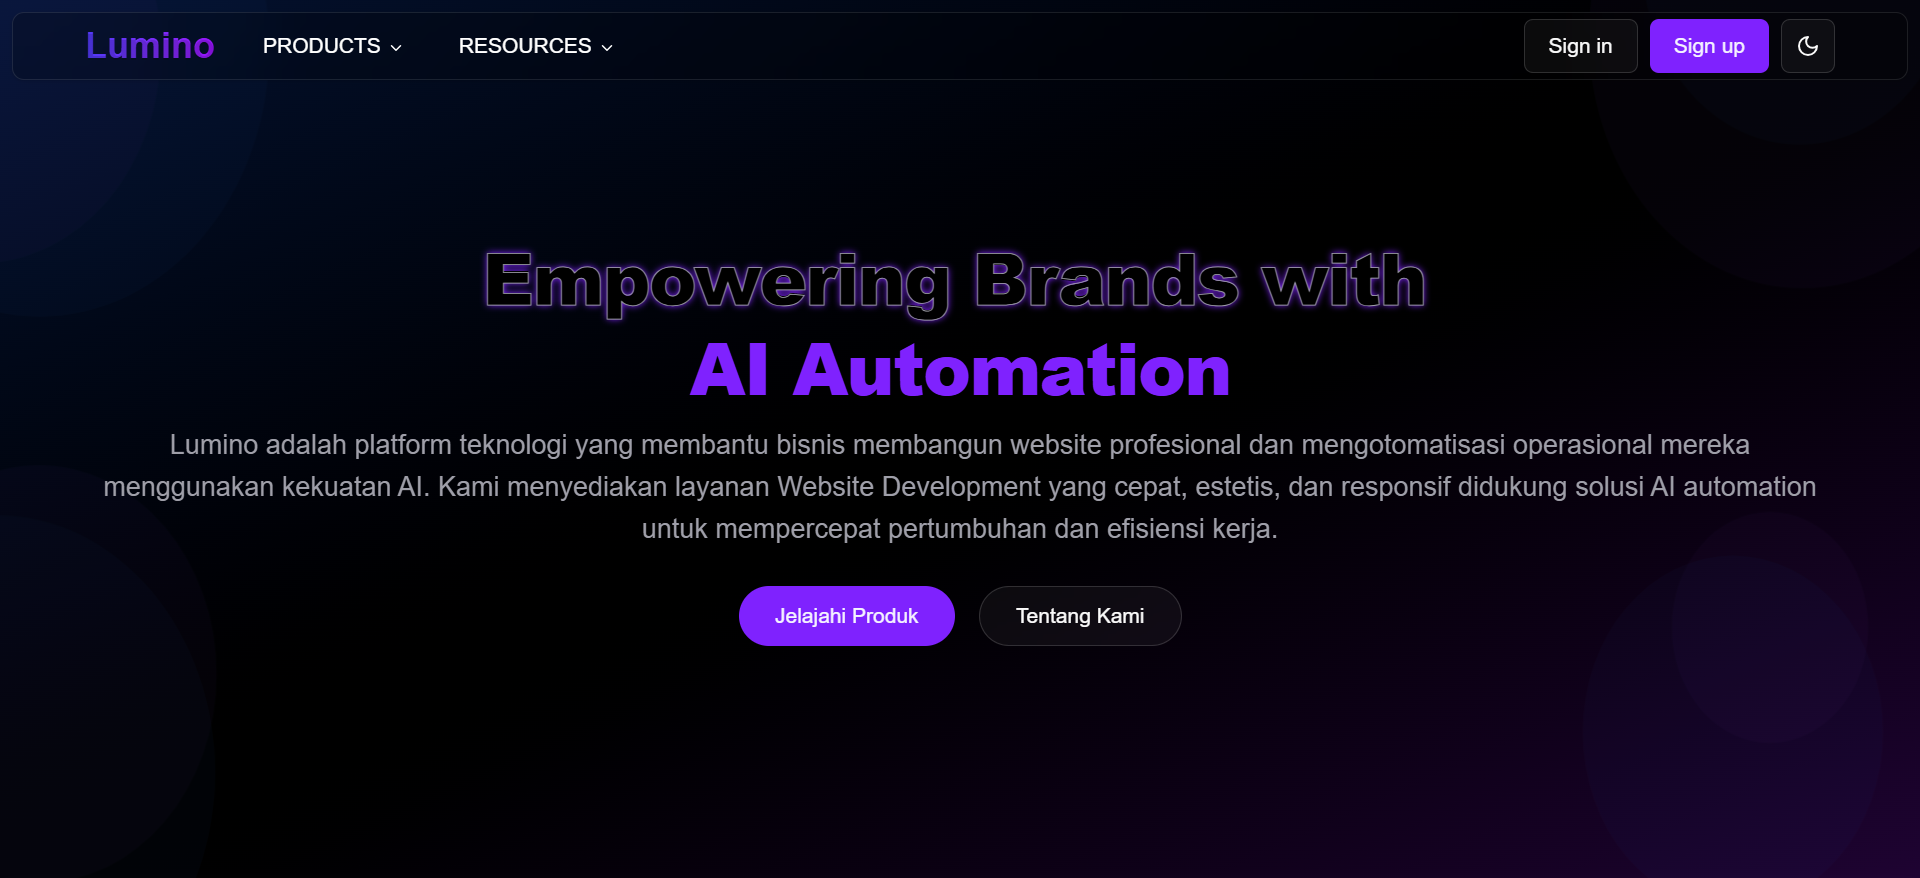 Lumino PRODUCTS RESOURCES Sign in Sign up
Empowering Brands with
AI Automation
Lumino adalah platform teknologi yang membantu bisnis membangun website profesional dan mengotomatisasi operasional mereka
menggunakan kekuatan AI. Kami menyediakan layanan Website Development yang cepat, estetis, dan responsif didukung solusi AI automation
untuk mempercepat pertumbuhan dan efisiensi kerja.
Jelajahi Produk Tentang Kami